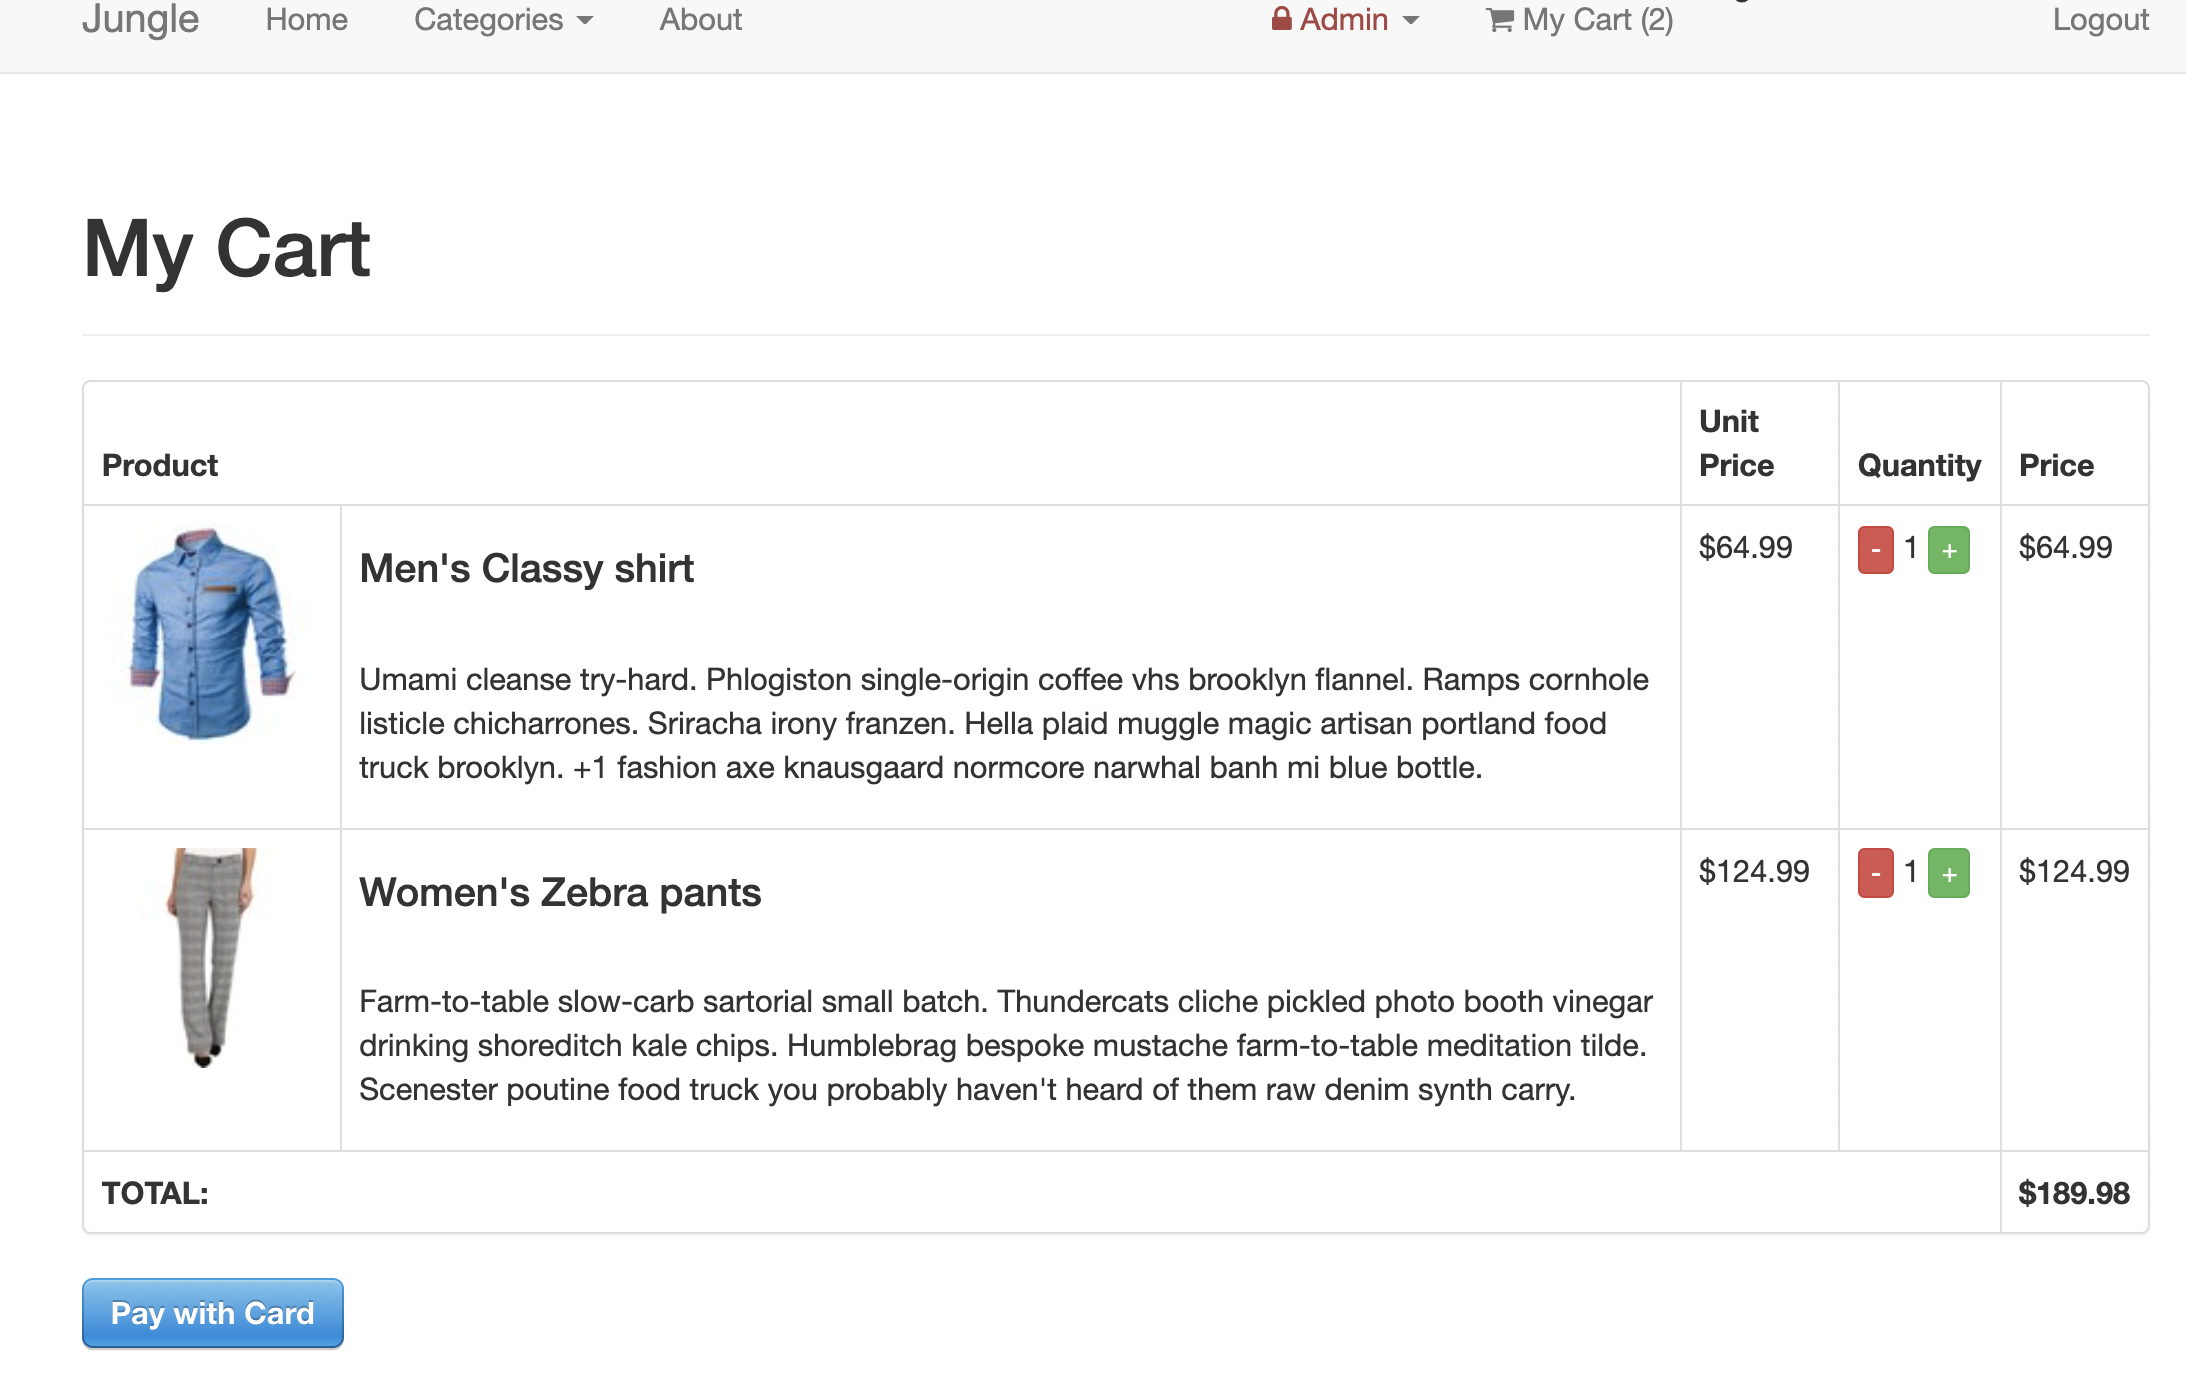 Jungle Home Categories About Admin My Cart (2) Logout
My Cart
Product Unit Price Quantity Price
Men's Classy shirt $64.99 - 1 + $64.99
Umami cleanse try-hard. Phlogiston single-origin coffee vhs brooklyn flannel. Ramps cornhole
listicle chicharrones. Sriracha irony franzen. Hella plaid muggle magic artisan portland food
truck brooklyn. +1 fashion axe knausgaard normcore narwhal banh mi blue bottle.
Women's Zebra pants $124.99 - 1 + $124.99
Farm-to-table slow-carb sartorial small batch. Thundercats cliche pickled photo booth vinegar
drinking shoreditch kale chips. Humblebrag bespoke mustache farm-to-table meditation tilde.
Scenester poutine food truck you probably haven't heard of them raw denim synth carry.
TOTAL: $189.98
Pay with Card